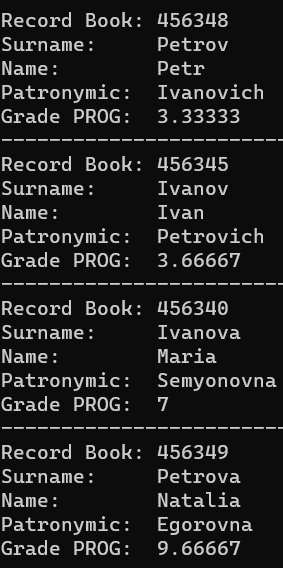 Record Book: 456348
Surname:     Petrov
Name:        Petr
Patronymic:  Ivanovich
Grade PROG:  3.33333
------------------------
Record Book: 456345
Surname:     Ivanov
Name:        Ivan
Patronymic:  Petrovich
Grade PROG:  3.66667
------------------------
Record Book: 456340
Surname:     Ivanova
Name:        Maria
Patronymic:  Semyonovna
Grade PROG:  7
------------------------
Record Book: 456349
Surname:     Petrova
Name:        Natalia
Patronymic:  Egorovna
Grade PROG:  9.66667